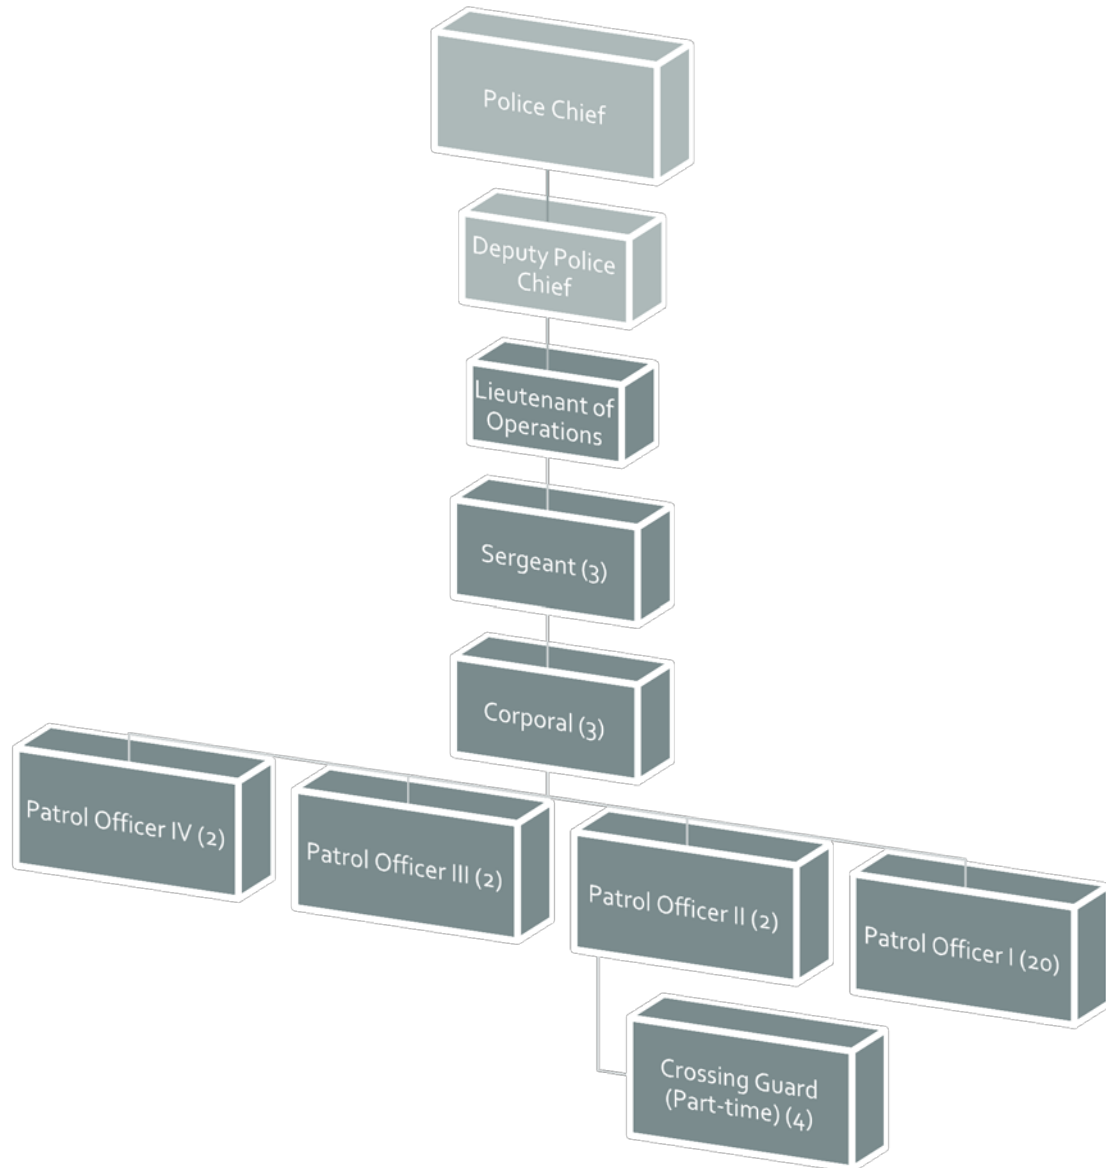 Police Chief
Deputy Police
Chief
Lieutenant of
Operations
Sergeant (3)
Corporal (3)
Patrol Officer IV (2)
Patrol Officer III (2)
Patrol Officer II (2)
Patrol Officer I (20)
Crossing Guard
(Part-time) (4)